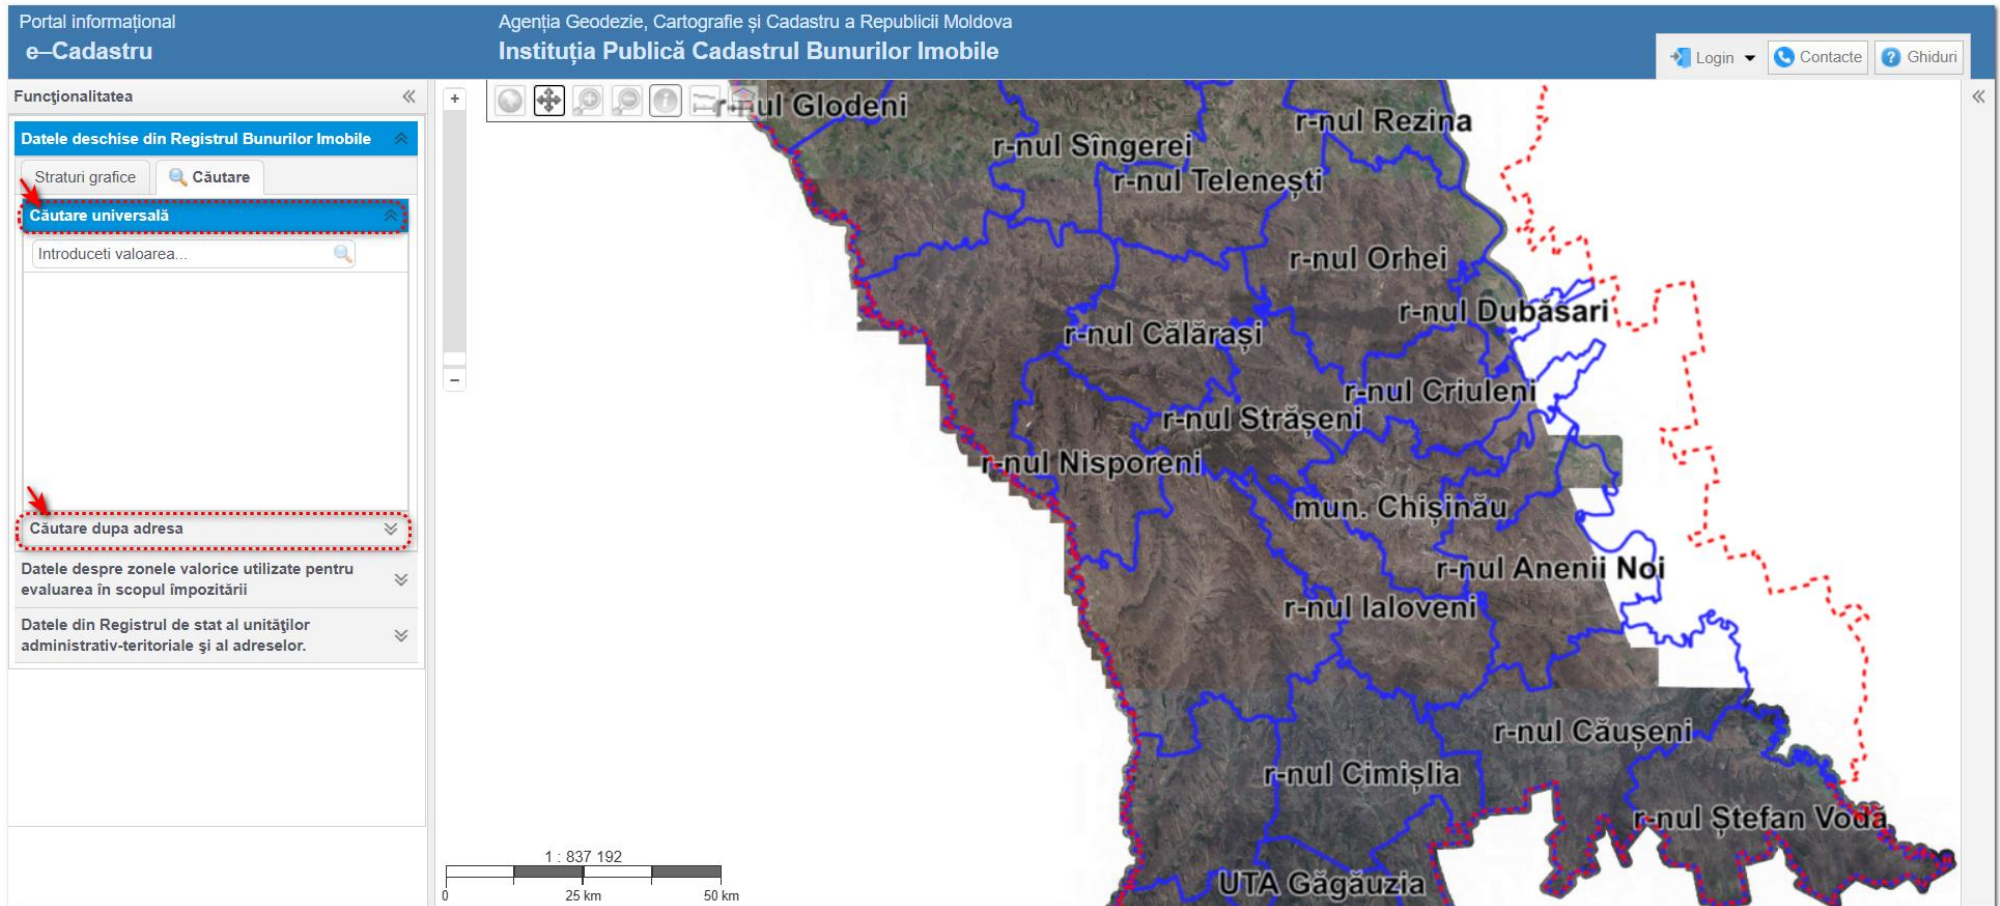 Portal informațional
e–Cadastru
Agenția Geodezie, Cartografie și Cadastru a Republicii Moldova
Instituția Publică Cadastrul Bunurilor Imobile
Login
Contacte
Ghiduri
Funcţionalitatea
Datele deschise din Registrul Bunurilor Imobile
Straturi grafice
Căutare
Căutare universală
Introduceti valoarea...
Căutare dupa adresa
Datele despre zonele valorice utilizate pentru
evaluarea în scopul impozitării
Datele din Registrul de stat al unităţilor
administrativ-teritoriale şi al adreselor.
+
−
r-nul Glodeni
r-nul Rezina
r-nul Sîngerei
r-nul Telenești
r-nul Orhei
r-nul Dubăsari
r-nul Călărași
r-nul Criuleni
r-nul Strășeni
r-nul Nisporeni
mun. Chișinău
r-nul Anenii Noi
r-nul Ialoveni
r-nul Căușeni
r-nul Cimișlia
r-nul Ștefan Vodă
UTA Găgăuzia
1 : 837 192
0
25 km
50 km